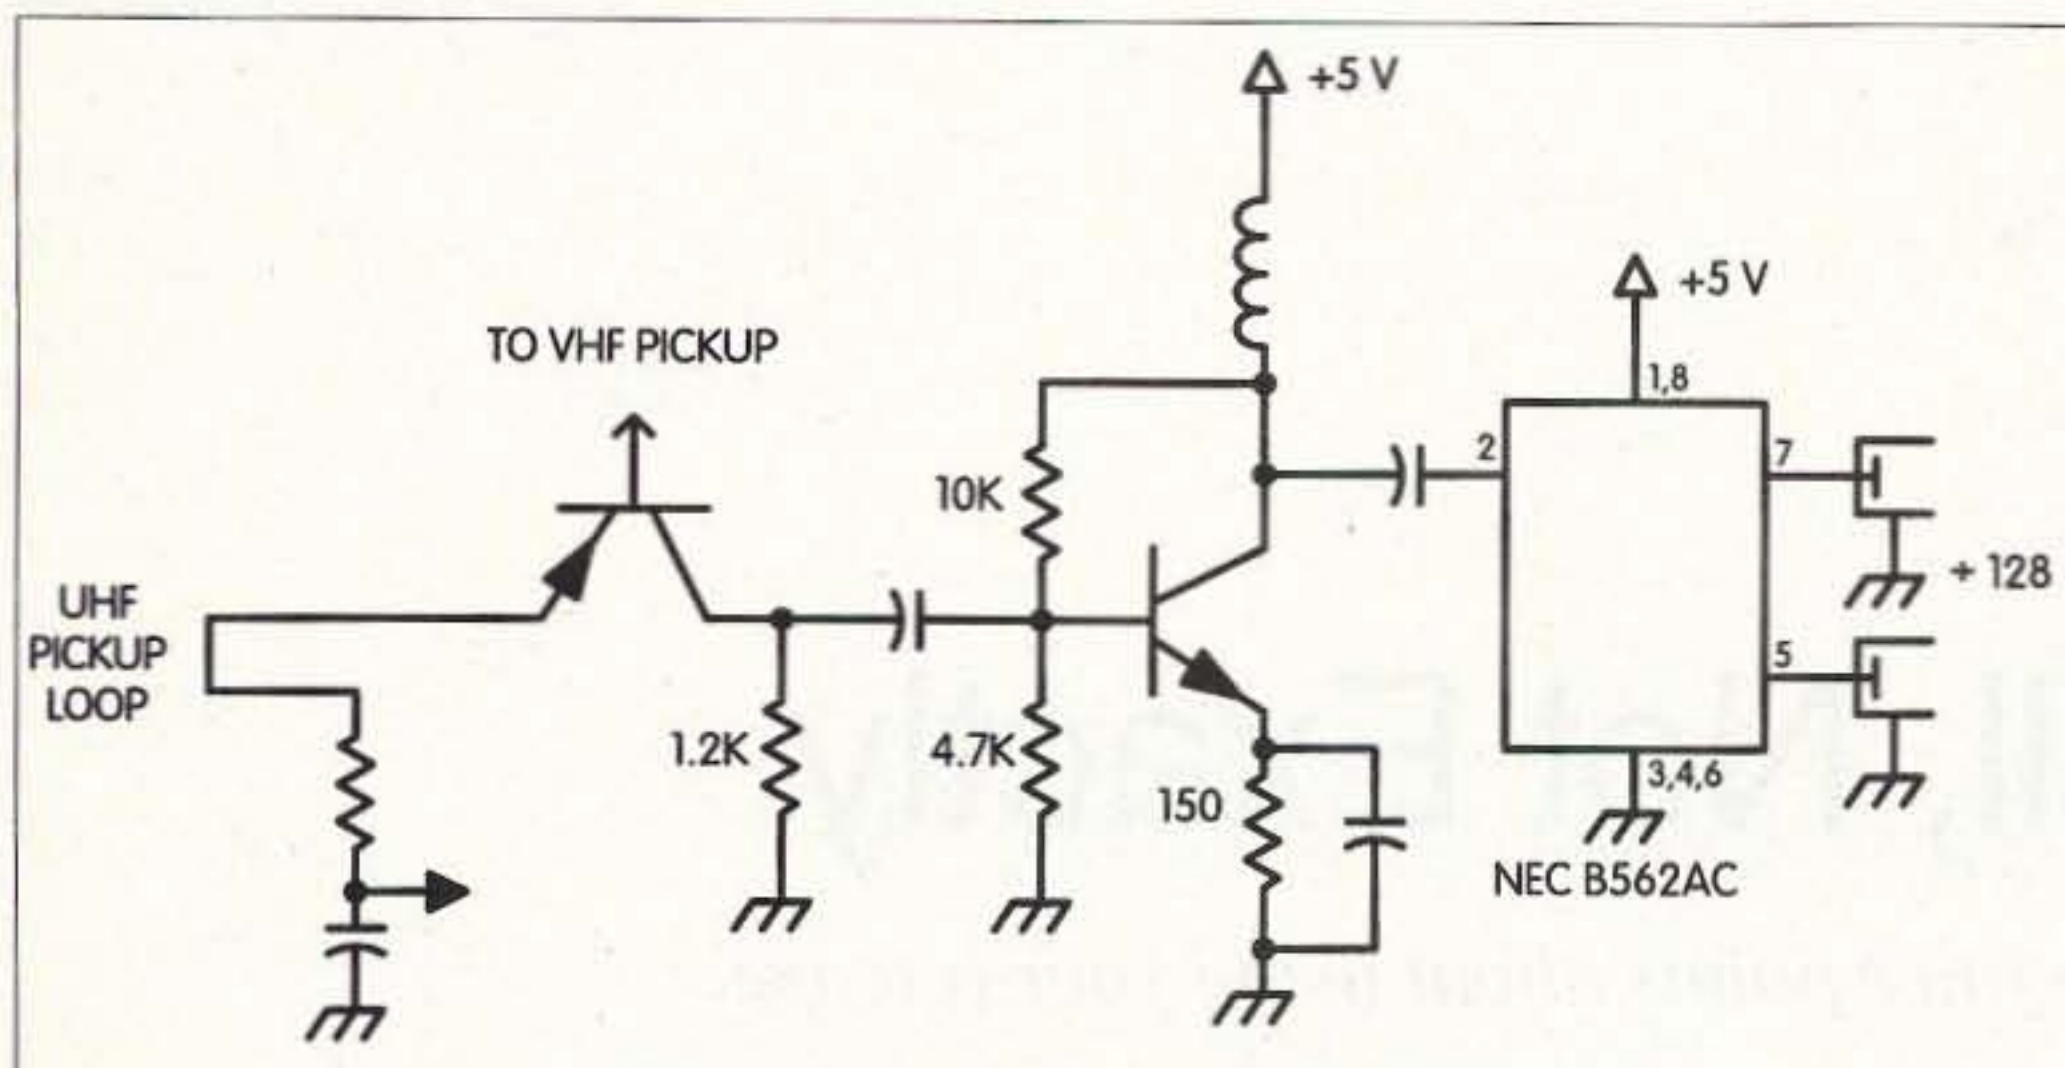 +5 V
+5 V
TO VHF PICKUP
1,8
2
7
10K
÷ 128
UHF
PICKUP
LOOP
5
1.2K
4.7K
3,4,6
150
NEC B562AC